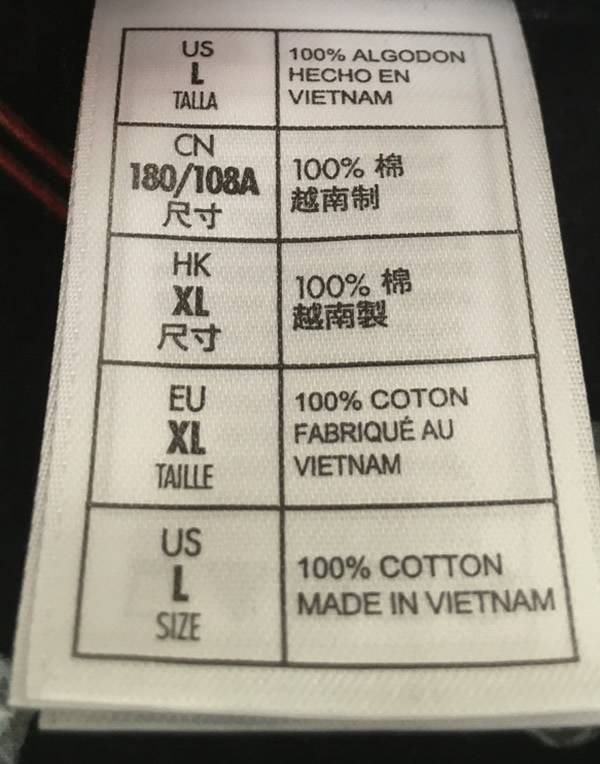 US
L
TALLA
100% ALGODON
HECHO EN
VIETNAM
CN
180/108A
尺寸
100% 棉
越南制
HK
XL
尺寸
100% 棉
越南製
EU
XL
TAILLE
100% COTON
FABRIQUÉ AU
VIETNAM
US
L
SIZE
100% COTTON
MADE IN VIETNAM